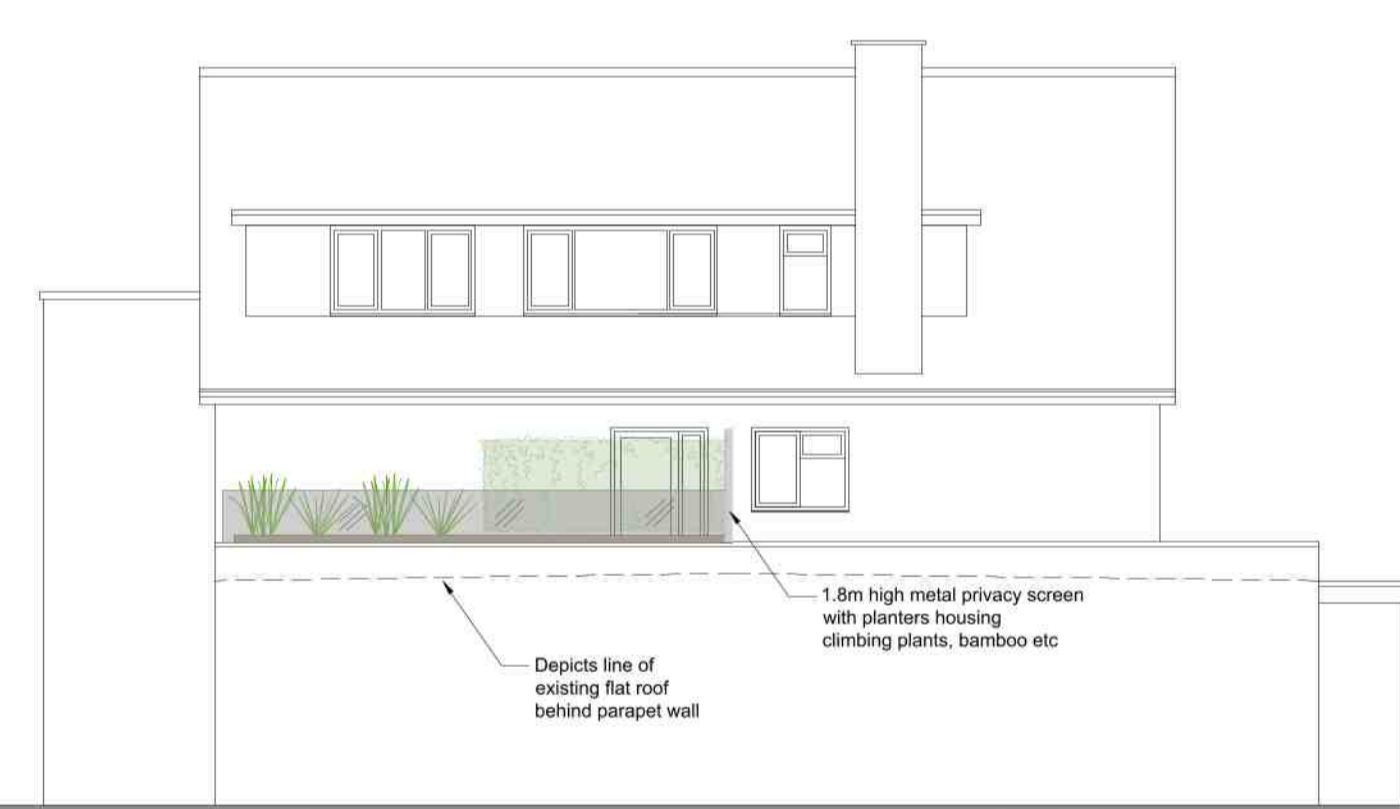 1.8m high metal privacy screen
with planters housing
climbing plants, bamboo etc
Depicts line of
existing flat roof
behind parapet wall